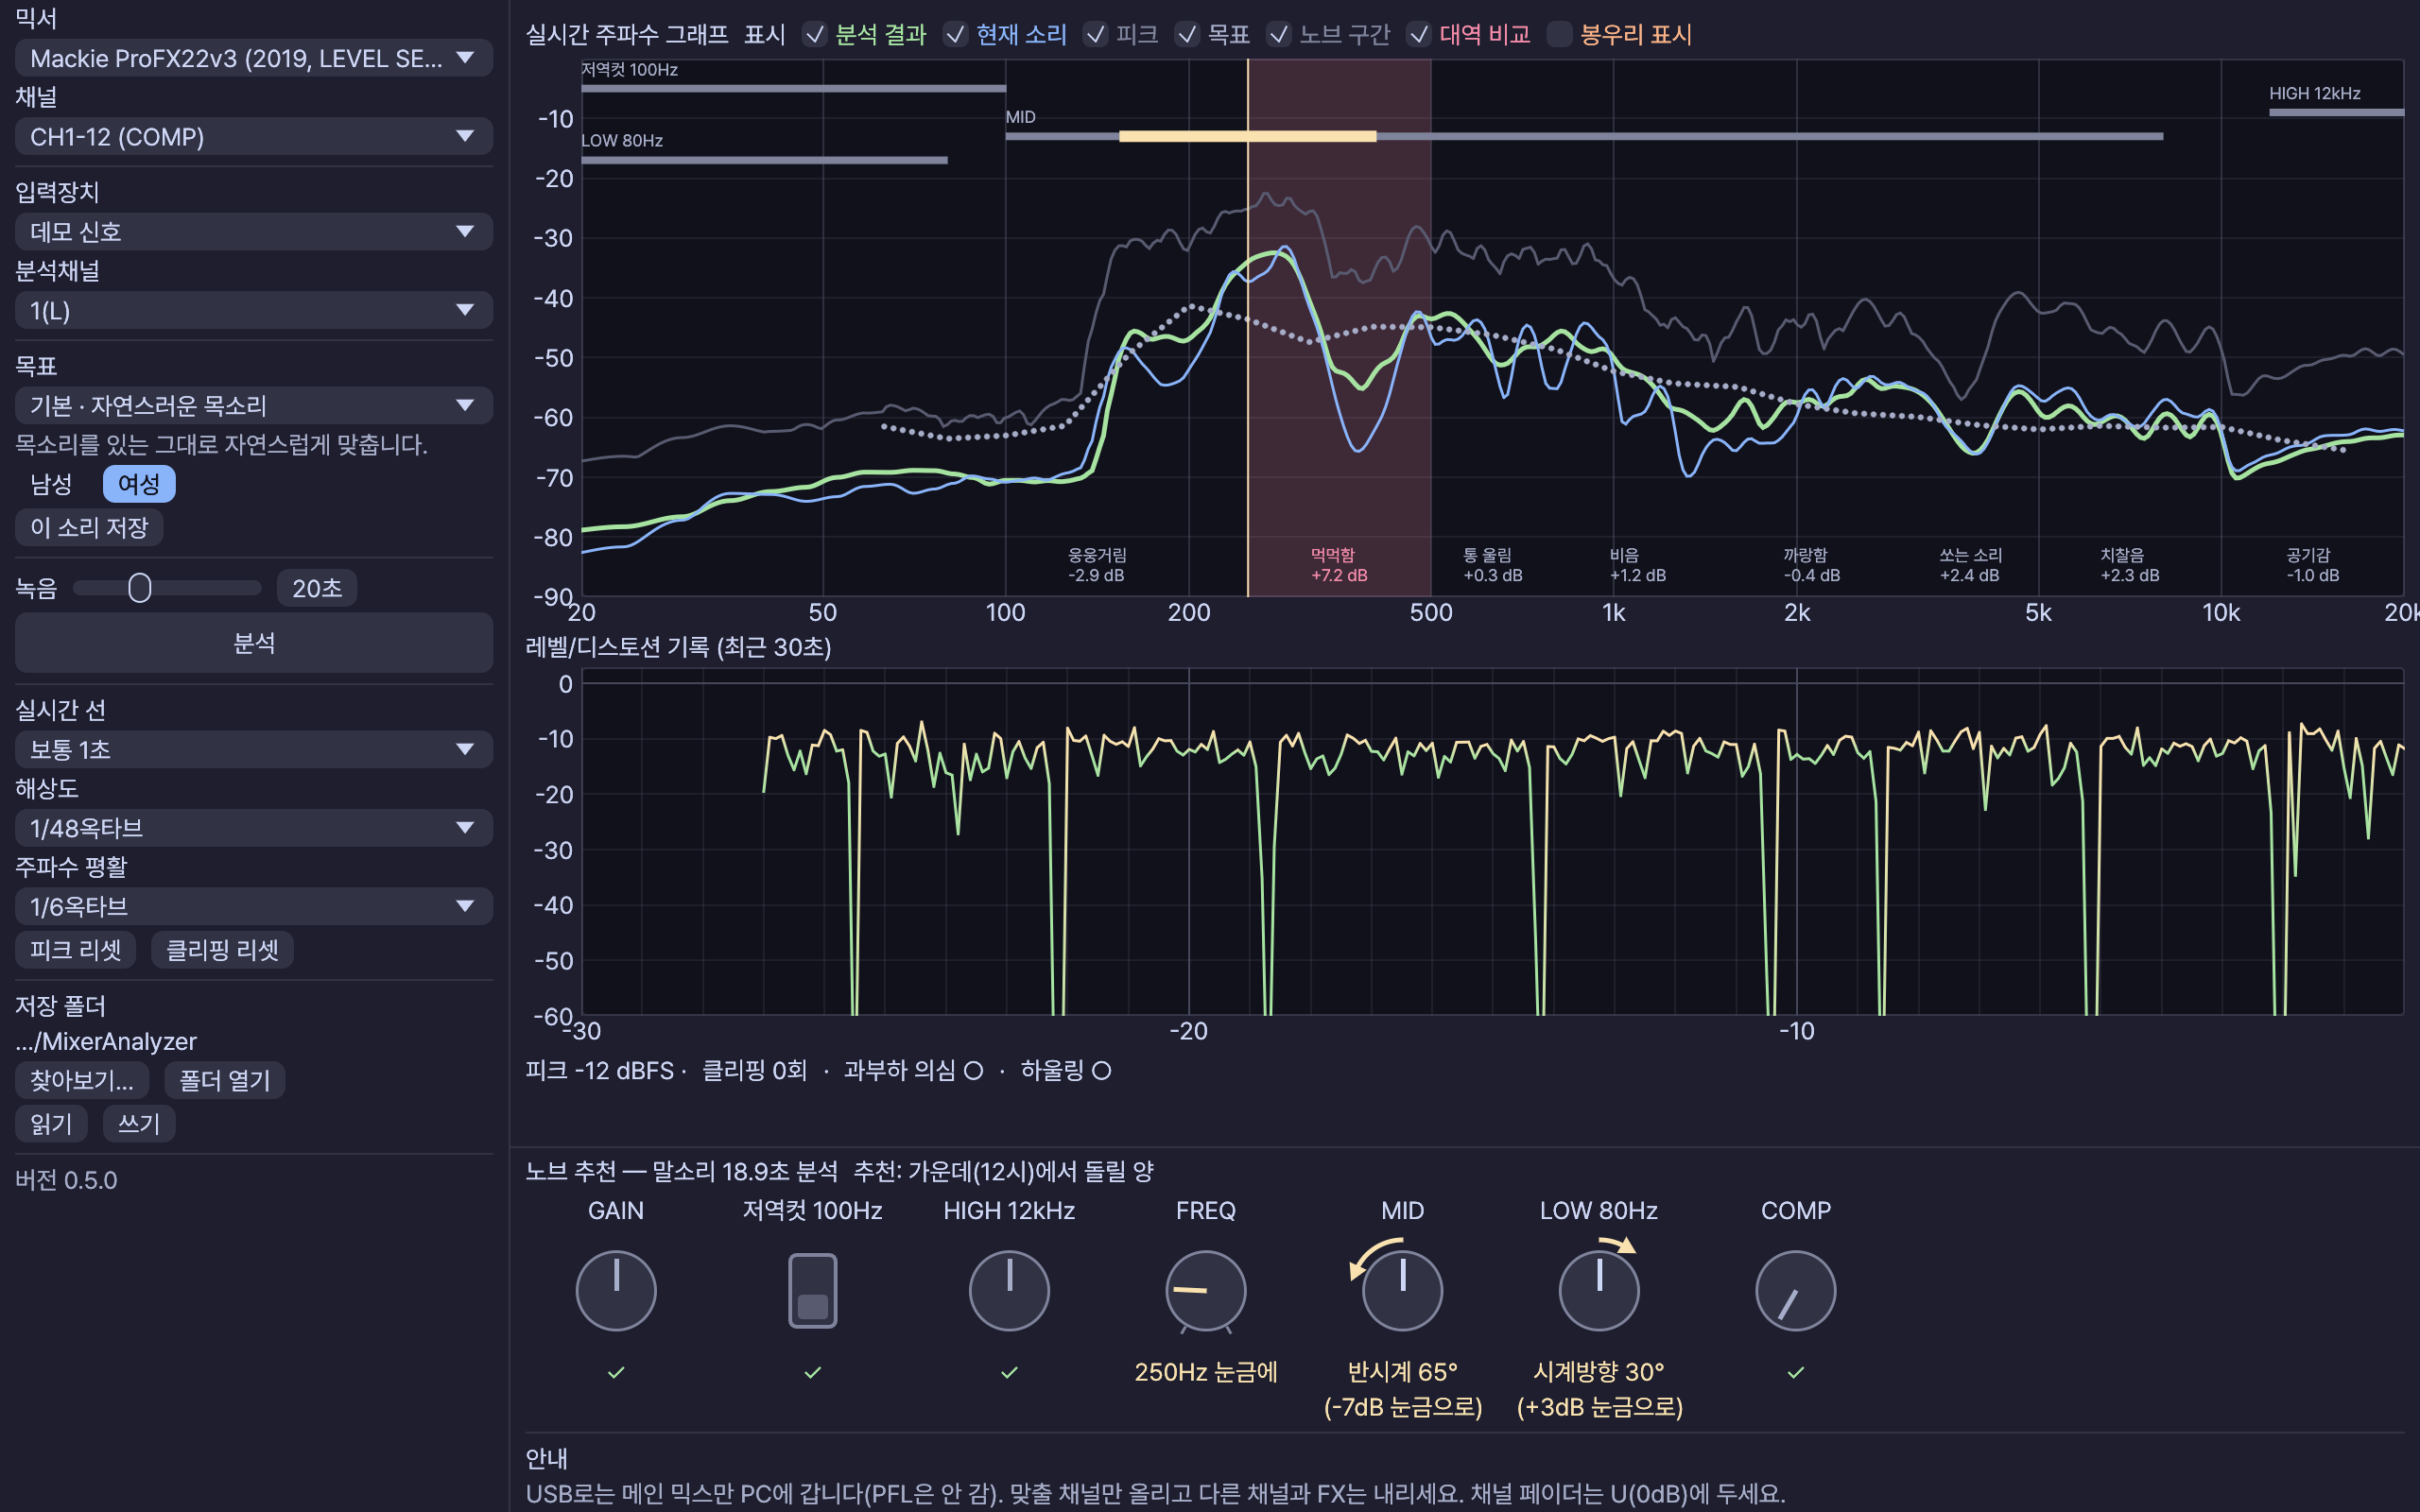 믹서
Mackie ProFX22v3 (2019, LEVEL SE...
채널
CH1-12 (COMP)
입력장치
데모 신호
분석채널
1(L)
목표
기본 · 자연스러운 목소리
목소리를 있는 그대로 자연스럽게 맞춥니다.
남성 여성
이 소리 저장
녹음 20초
분석
실시간 선
보통 1초
해상도
1/48옥타브
주파수 평활
1/6옥타브
피크 리셋 클리핑 리셋
저장 폴더
.../MixerAnalyzer
찾아보기... 폴더 열기
읽기 쓰기
버전 0.5.0
실시간 주파수 그래프 표시 분석 결과 현재 소리 피크 목표 노브 구간 대역 비교 봉우리 표시
저역컷 100Hz
HIGH 12kHz
MID
LOW 80Hz
-10
-20
-30
-40
-50
-60
-70
-80
-90
웅웅거림 먹먹함 통 울림 비음 까랑함 쏘는 소리 치찰음 공기감
-2.9 dB +7.2 dB +0.3 dB +1.2 dB -0.4 dB +2.4 dB +2.3 dB -1.0 dB
20 50 100 200 500 1k 2k 5k 10k 20k
레벨/디스토션 기록 (최근 30초)
0
-10
-20
-30
-40
-50
-60
-30 -20 -10
피크 -12 dBFS · 클리핑 0회 · 과부하 의심 ○ · 하울링 ○
노브 추천 — 말소리 18.9초 분석 추천: 가운데(12시)에서 돌릴 양
GAIN 저역컷 100Hz HIGH 12kHz FREQ MID LOW 80Hz COMP
250Hz 눈금에 반시계 65° 시계방향 30°
(-7dB 눈금으로) (+3dB 눈금으로)
안내
USB로는 메인 믹스만 PC에 갑니다(PFL은 안 감). 맞출 채널만 올리고 다른 채널과 FX는 내리세요. 채널 페이더는 U(0dB)에 두세요.